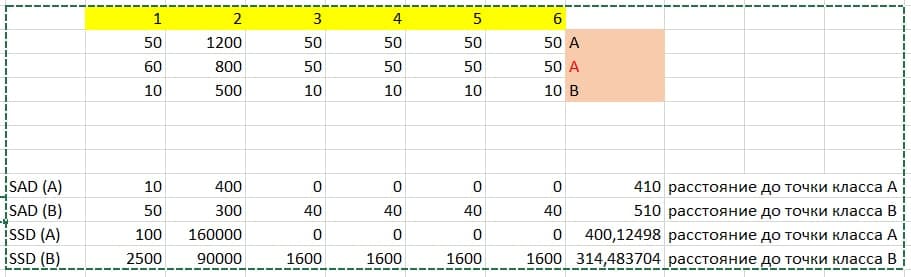 1 2 3 4 5 6
50 1200 50 50 50 50 A
60 800 50 50 50 50 A
10 500 10 10 10 10 B
SAD (A) 10 400 0 0 0 0 410 расстояние до точки класса А
SAD (B) 50 300 40 40 40 40 510 расстояние до точки класса В
SSD (A) 100 160000 0 0 0 0 400,12498 расстояние до точки класса А
SSD (B) 2500 90000 1600 1600 1600 1600 314,483704 расстояние до точки класса В